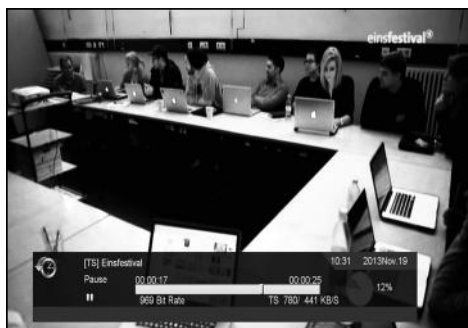 einsfestival
[TS] Einsfestival 10:31 2013Nov.19
Pause 00:00:17 00:00:25 12%
969 Bit Rate TS 780/ 441 KB/S